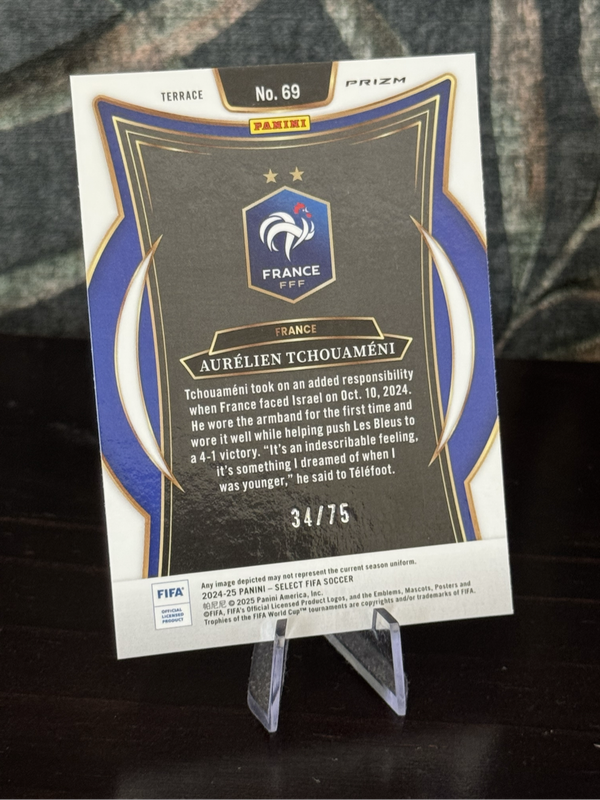 TERRACE
No. 69
PRIZM
PANINI
FRANCE
FFF
FRANCE
AURÉLIEN TCHOUAMÉNI
Tchouaméni took on an added responsibility
when France faced Israel on Oct. 10, 2024.
He wore the armband for the first time and
wore it well while helping push Les Bleus to
a 4-1 victory. “It’s an indescribable feeling,
it’s something I dreamed of when I
was younger,” he said to Téléfoot.
34/75
FIFA®
OFFICIAL
LICENSED
PRODUCT
Any image depicted may not represent the current season uniform.
2024-25 PANINI – SELECT FIFA SOCCER
帕尼尼 © 2025 Panini America, Inc.
©FIFA, FIFA's Official Licensed Product Logos, and the Emblems, Mascots, Posters and
Trophies of the FIFA World Cup™ tournaments are copyrights and/or trademarks of FIFA.